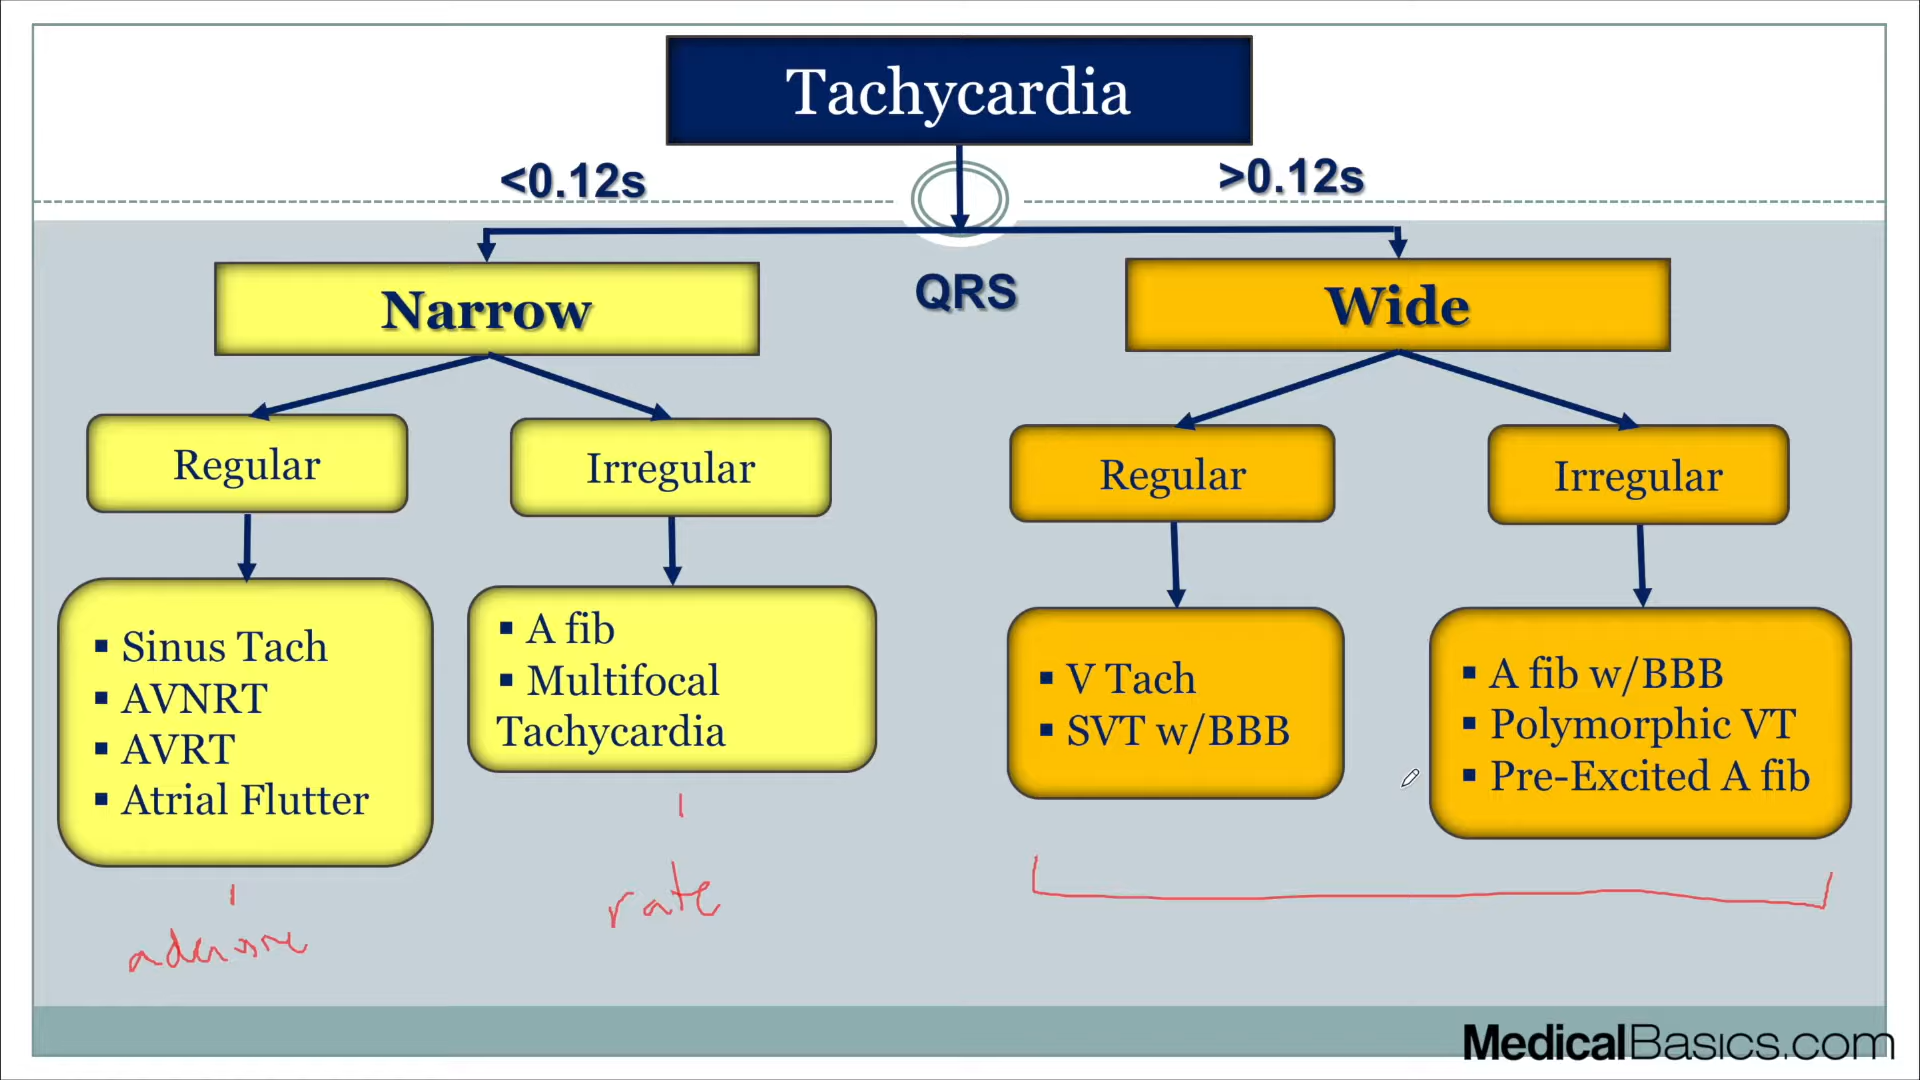 Tachycardia
<0.12s
>0.12s
QRS
Narrow
Wide
Regular
Irregular
Regular
Irregular
▪ Sinus Tach
▪ AVNRT
▪ AVRT
▪ Atrial Flutter
▪ A fib
▪ Multifocal
Tachycardia
▪ V Tach
▪ SVT w/BBB
▪ A fib w/BBB
▪ Polymorphic VT
▪ Pre-Excited A fib
rate
MedicalBasics.com